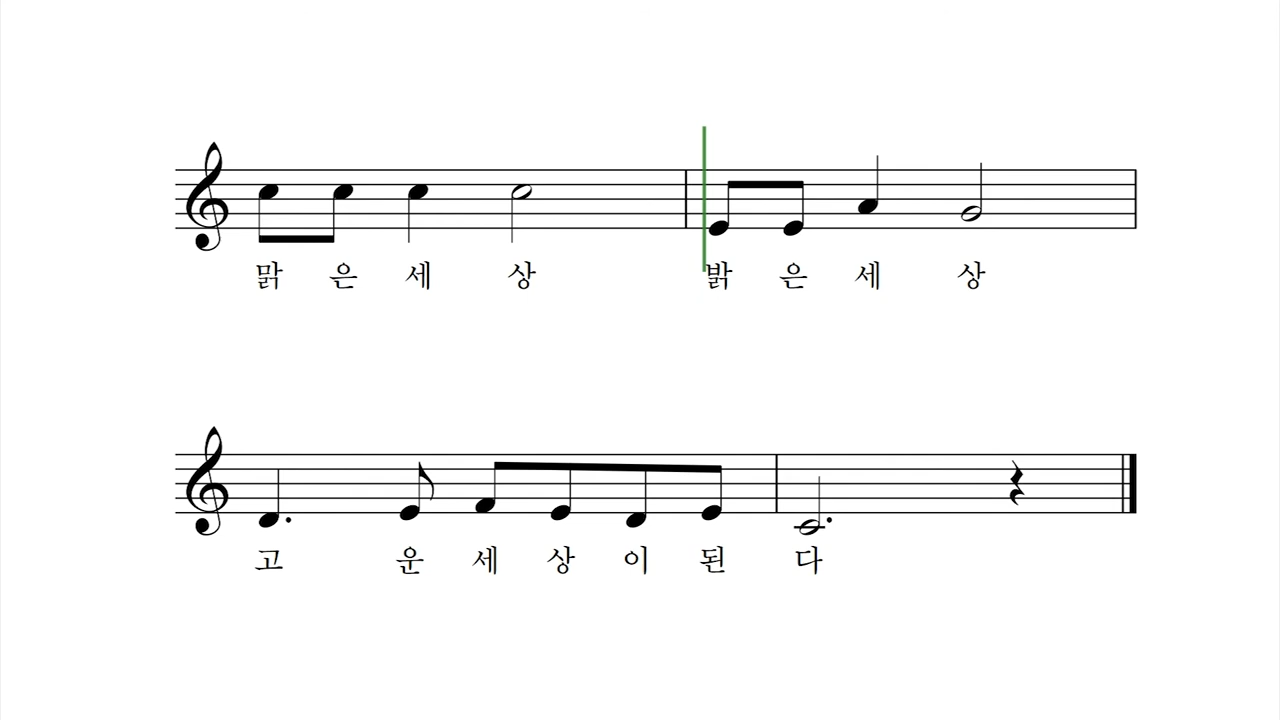 맑 은 세 상 밝 은 세 상
고 운 세 상 이 된 다